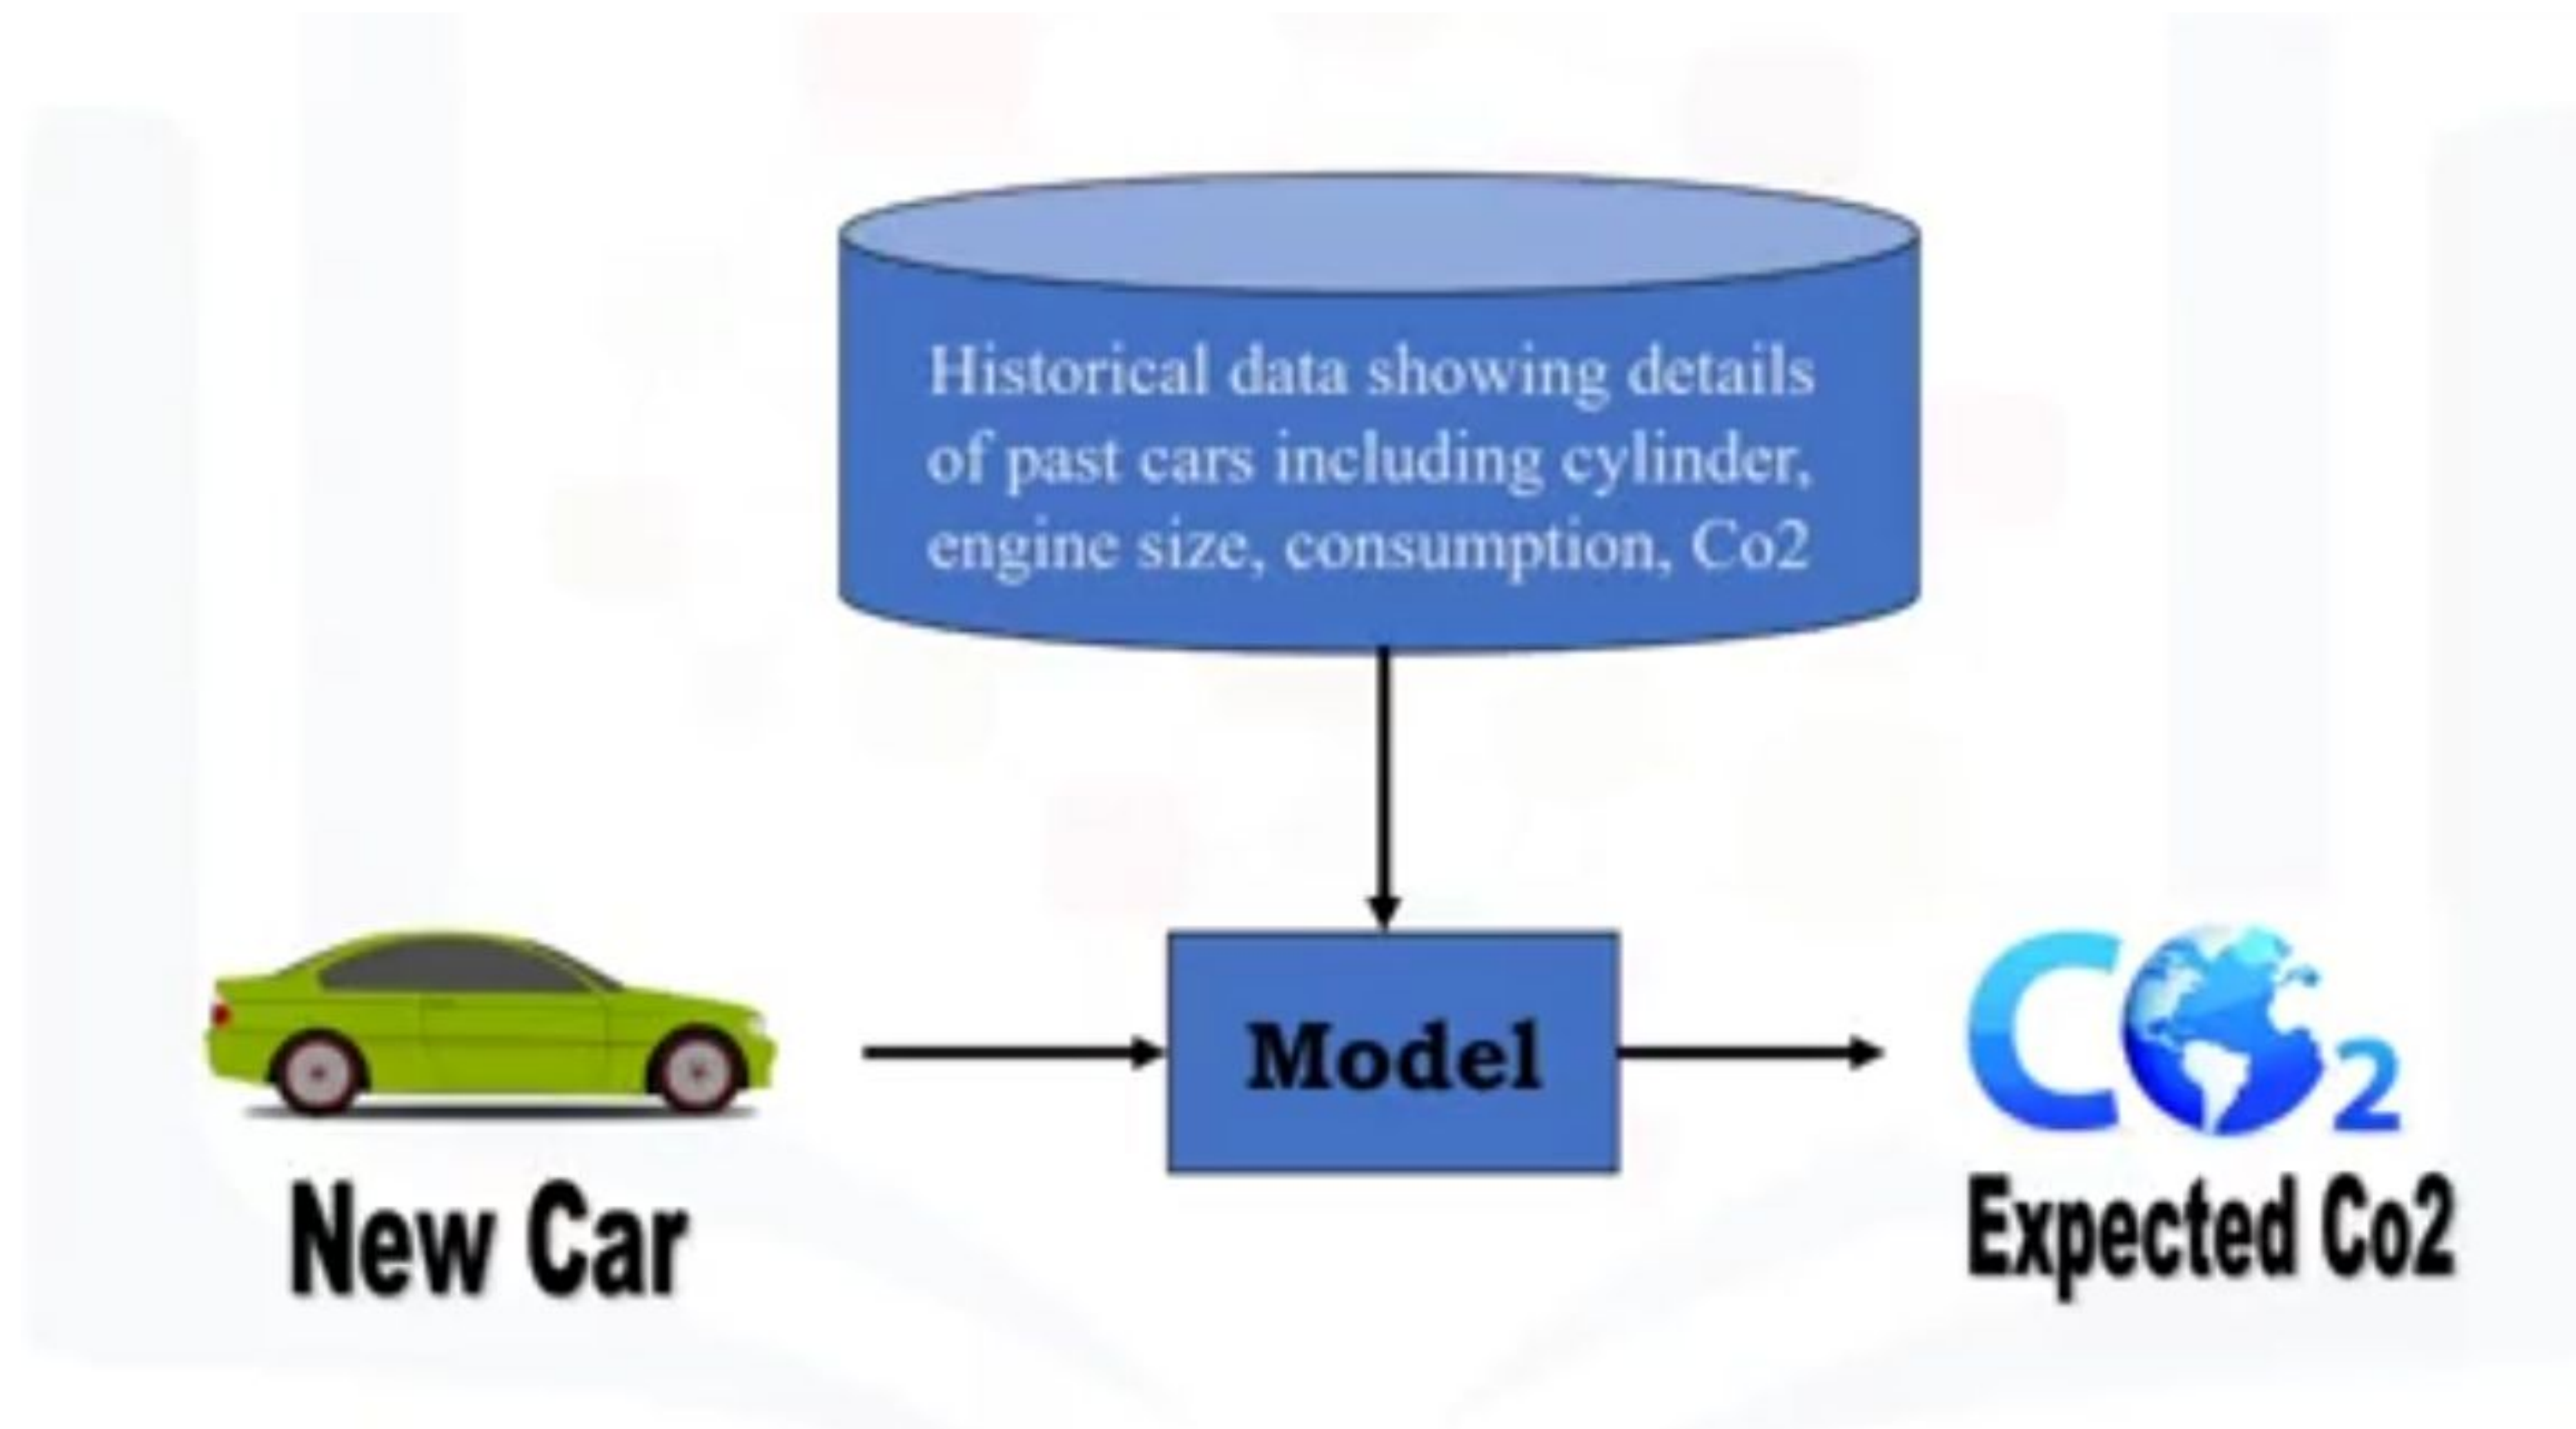 Historical data showing details
of past cars including cylinder,
engine size, consumption, Co2
Model
CO2
New Car
Expected Co2